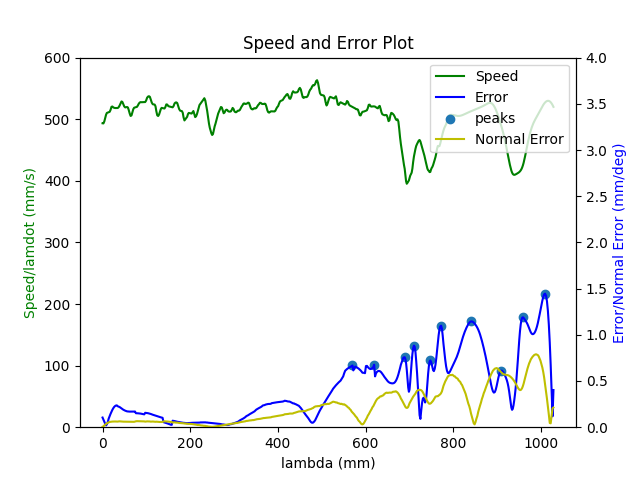 Speed and Error Plot
600
500
400
300
200
100
0
Speed/lamdot (mm/s)
Speed
Error
peaks
Normal Error
4.0
3.5
3.0
2.5
2.0
1.5
1.0
0.5
0.0
Error/Normal Error (mm/deg)
0 200 400 600 800 1000
lambda (mm)